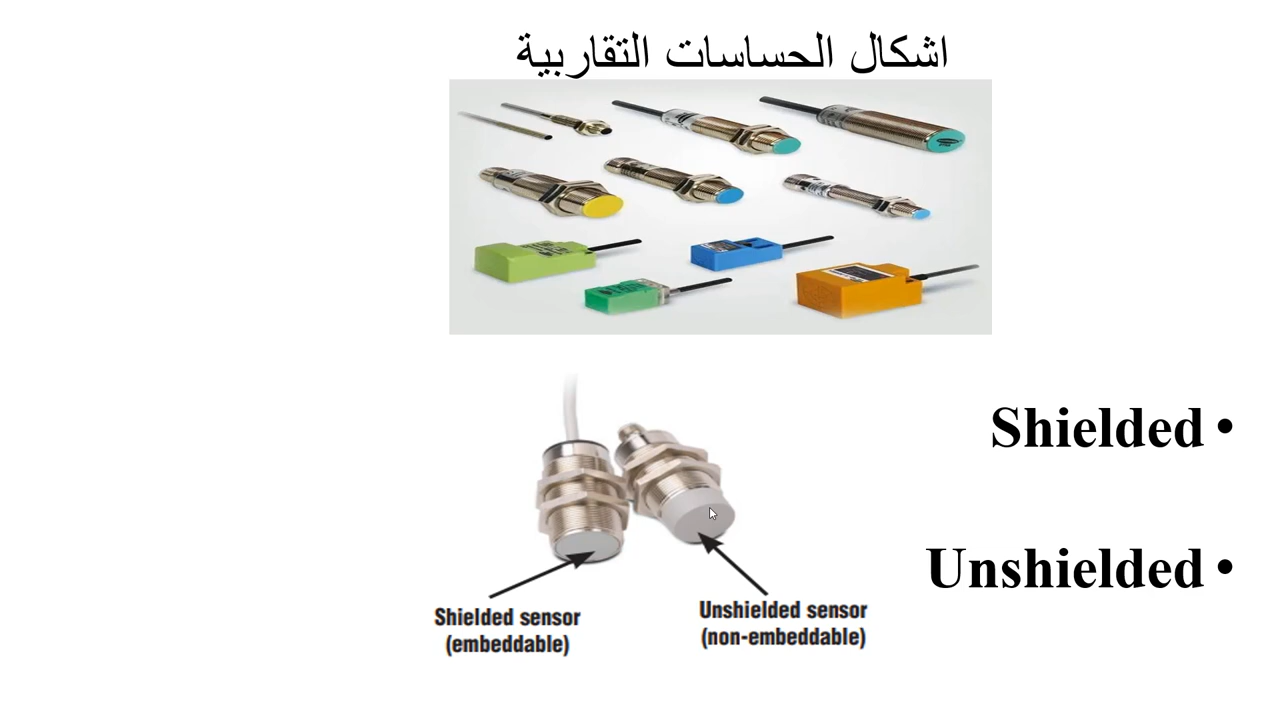 اشكال الحساسات التقاربية
• Shielded
• Unshielded
Shielded sensor
(embeddable)
Unshielded sensor
(non-embeddable)